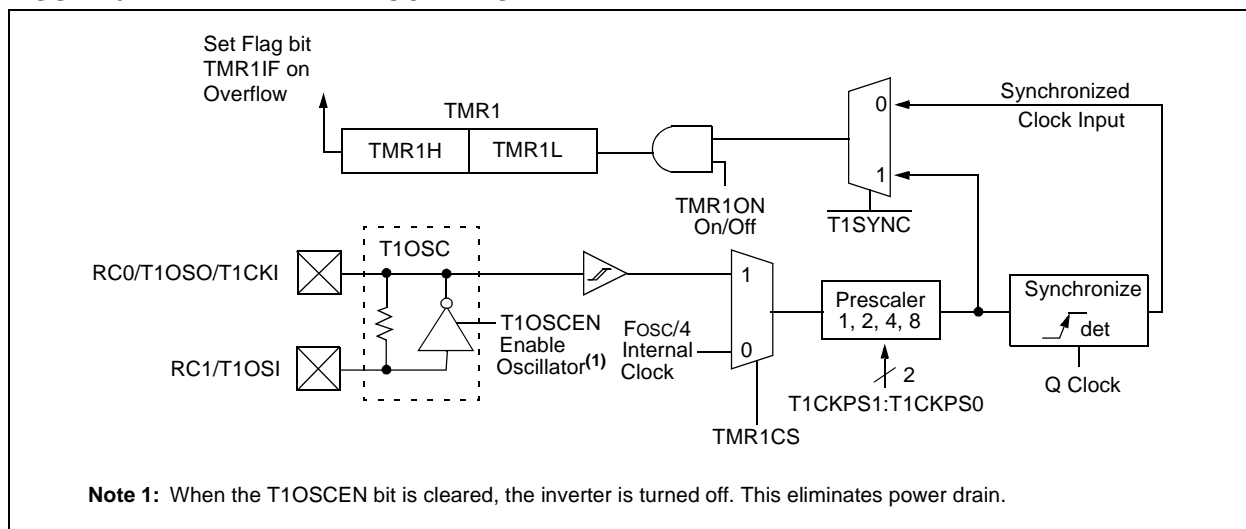 Set Flag bit
TMR1IF on
Overflow
TMR1
TMR1H
TMR1L
0
1
Synchronized
Clock Input
TMR1ON
On/Off
T1SYNC
T1OSC
RC0/T1OSO/T1CKI
RC1/T1OSI
T1OSCEN
Enable
Oscillator(1)
FOSC/4
Internal
Clock
1
0
TMR1CS
Prescaler
1, 2, 4, 8
2
T1CKPS1:T1CKPS0
Synchronize
det
Q Clock
Note 1: When the T1OSCEN bit is cleared, the inverter is turned off. This eliminates power drain.